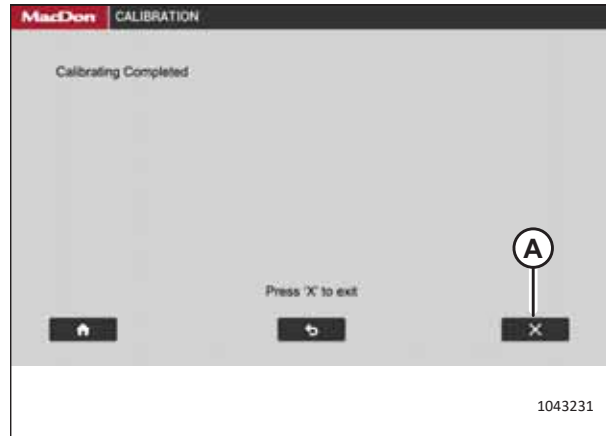 MacDon CALIBRATION
Calibrating Completed
A
Press 'X' to exit
1043231